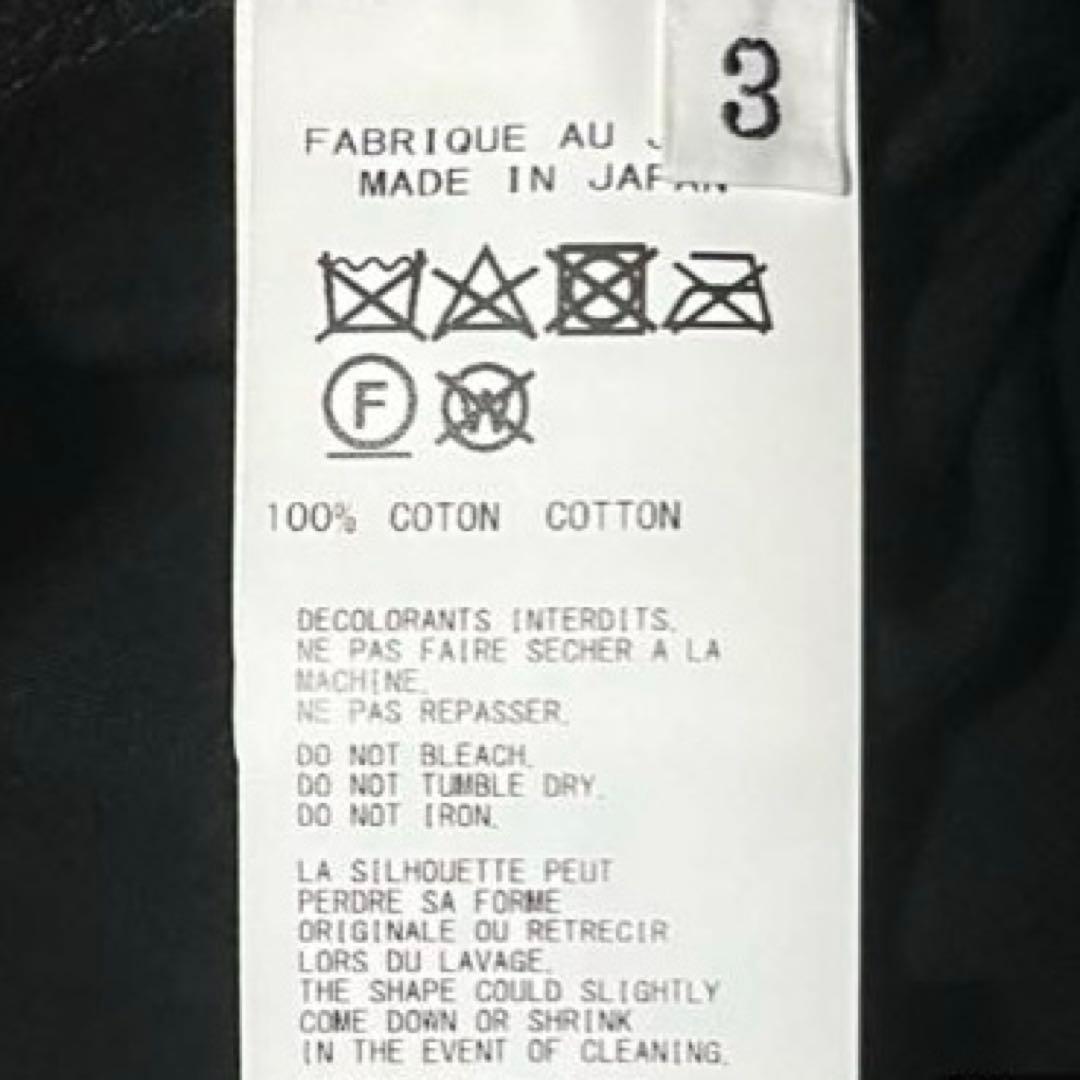 3
FABRIQUE AU
MADE IN JAPAN
F
W
100% COTON COTTON
DECOLORANTS INTERDITS.
NE PAS FAIRE SECHER A LA
MACHINE.
NE PAS REPASSER.
DO NOT BLEACH.
DO NOT TUMBLE DRY.
DO NOT IRON.
LA SILHOUETTE PEUT
PERDRE SA FORME
ORIGINALE OU RETRECIR
LORS DU LAVAGE.
THE SHAPE COULD SLIGHTLY
COME DOWN OR SHRINK
IN THE EVENT OF CLEANING.